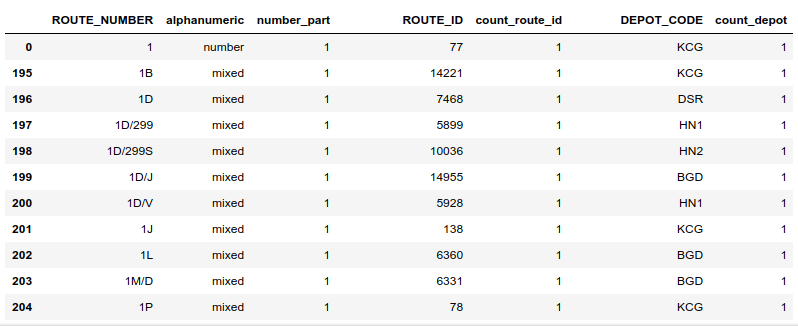 ROUTE_NUMBER alphanumeric number_part ROUTE_ID count_route_id DEPOT_CODE count_depot
0 1 number 1 77 1 KCG 1
195 1B mixed 1 14221 1 KCG 1
196 1D mixed 1 7468 1 DSR 1
197 1D/299 mixed 1 5899 1 HN1 1
198 1D/299S mixed 1 10036 1 HN2 1
199 1D/J mixed 1 14955 1 BGD 1
200 1D/V mixed 1 5928 1 HN1 1
201 1J mixed 1 138 1 KCG 1
202 1L mixed 1 6360 1 BGD 1
203 1M/D mixed 1 6331 1 BGD 1
204 1P mixed 1 78 1 KCG 1